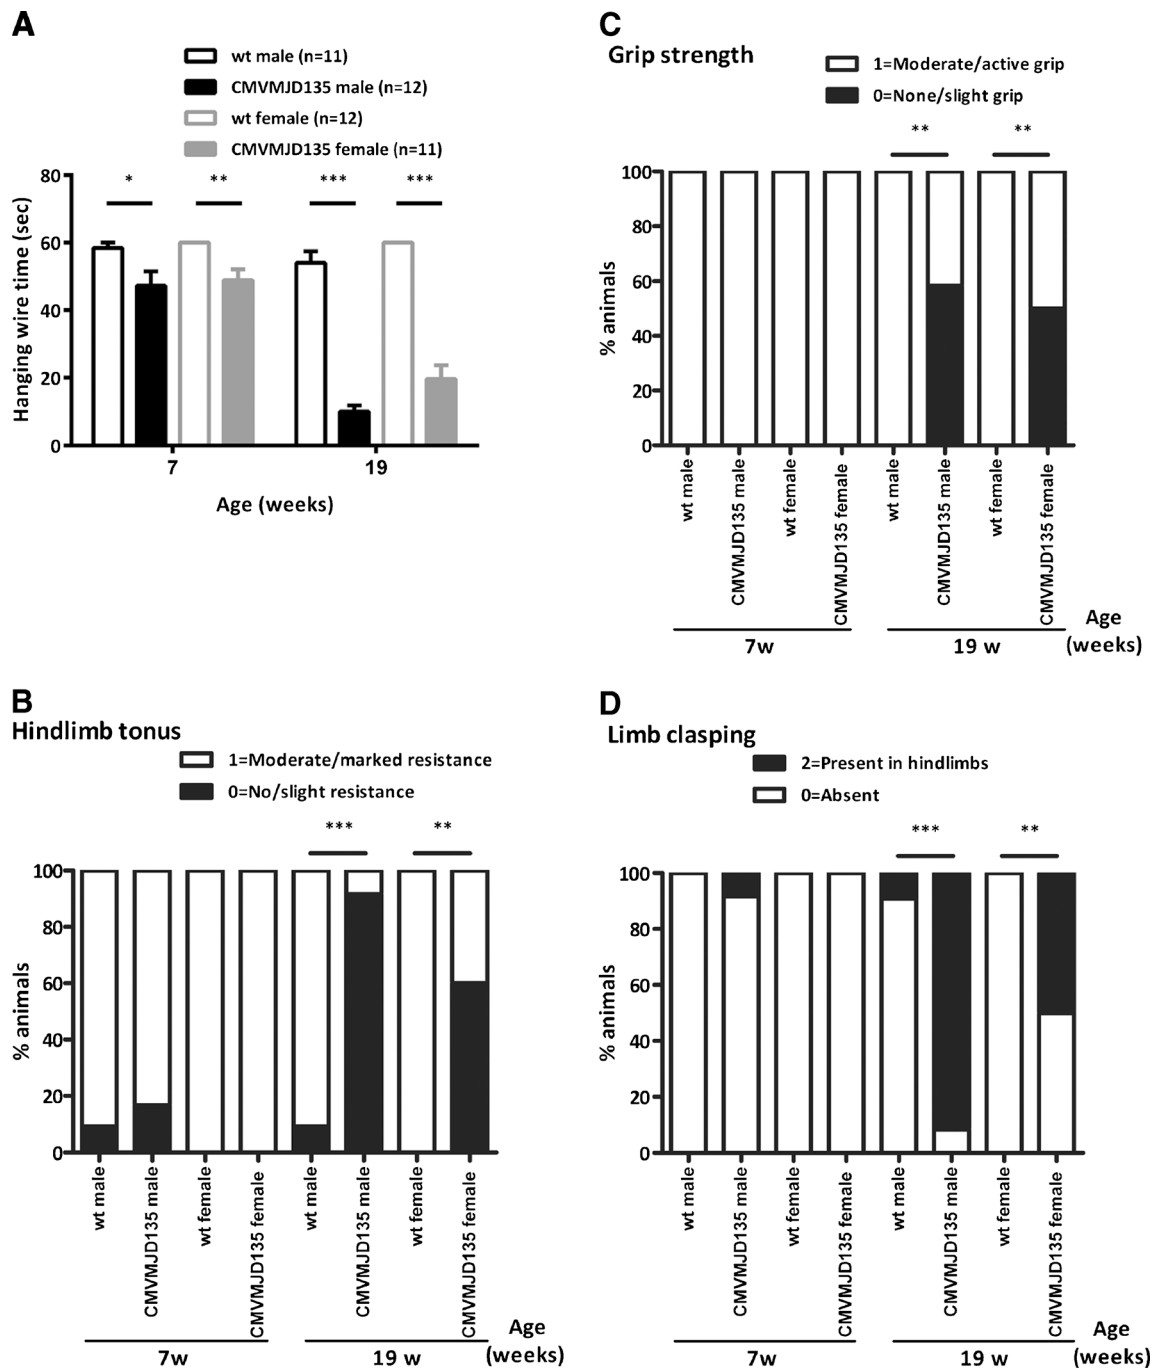 A
wt male (n=11)
CMVMJD135 male (n=12)
wt female (n=12)
CMVMJD135 female (n=11)
Hanging wire time (sec)
80
60
40
20
0
*
**
***
***
7
19
Age (weeks)
C
Grip strength
1=Moderate/active grip
0=None/slight grip
**
**
% animals
100
80
60
40
20
0
wt male
CMVMJD135 male
wt female
CMVMJD135 female
wt male
CMVMJD135 male
wt female
CMVMJD135 female
7w
19 w
Age
(weeks)
B
Hindlimb tonus
1=Moderate/marked resistance
0=No/slight resistance
***
**
% animals
100
80
60
40
20
0
wt male
CMVMJD135 male
wt female
CMVMJD135 female
wt male
CMVMJD135 male
wt female
CMVMJD135 female
7w
19 w
Age
(weeks)
D
Limb clasping
2=Present in hindlimbs
0=Absent
***
**
% animals
100
80
60
40
20
0
wt male
CMVMJD135 male
wt female
CMVMJD135 female
wt male
CMVMJD135 male
wt female
CMVMJD135 female
7w
19 w
Age
(weeks)